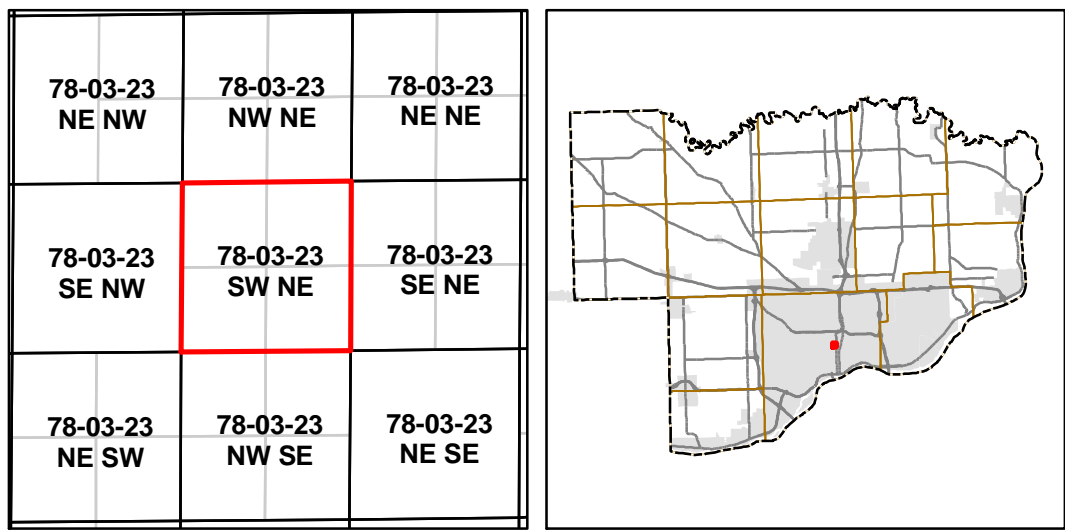 78-03-23
NE NW
78-03-23
NW NE
78-03-23
NE NE
78-03-23
SE NW
78-03-23
SW NE
78-03-23
SE NE
78-03-23
NE SW
78-03-23
NW SE
78-03-23
NE SE